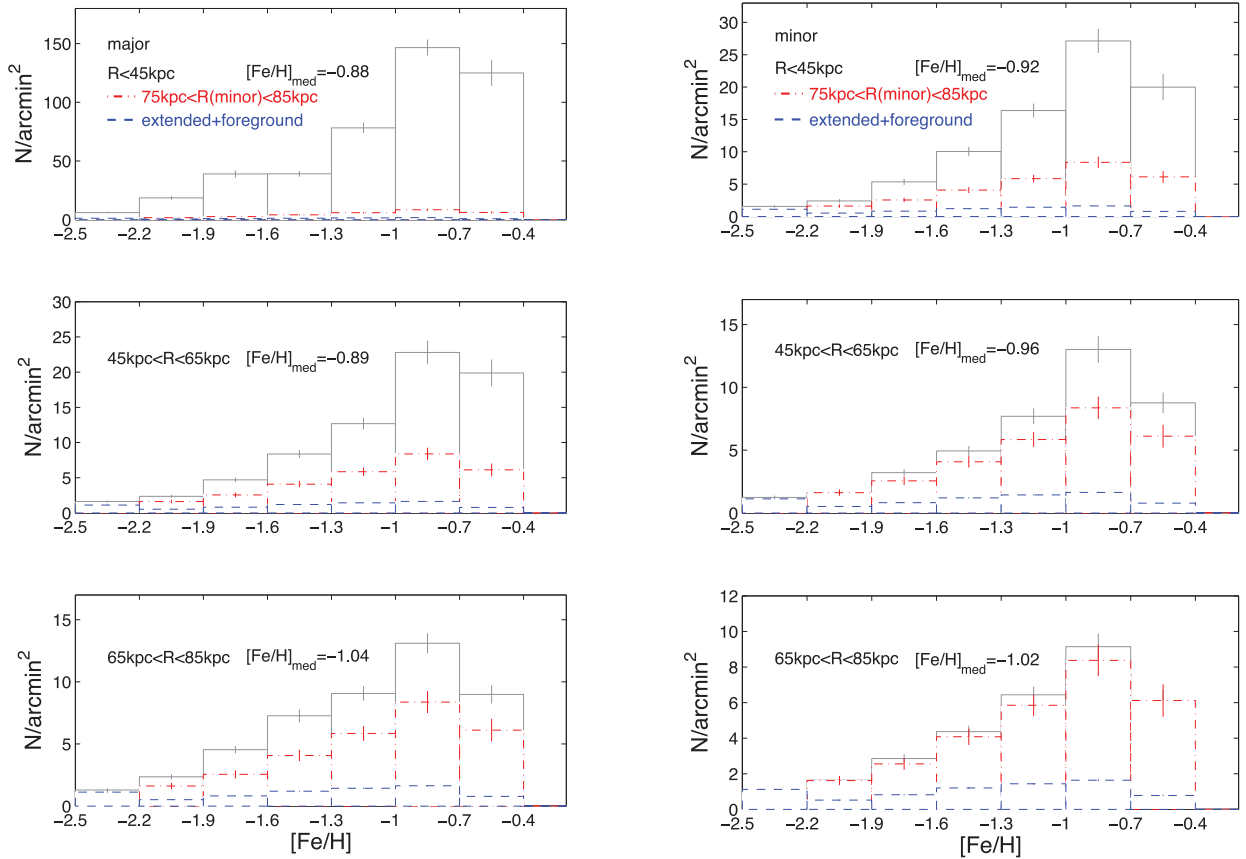 major
R<45kpc [Fe/H]med=−0.88
75kpc<R(minor)<85kpc
extended+foreground
N/arcmin²
150
100
50
0
−2.5 −2.2 −1.9 −1.6 −1.3 −1 −0.7 −0.4
minor
R<45kpc [Fe/H]med=−0.92
75kpc<R(minor)<85kpc
extended+foreground
N/arcmin²
30
25
20
15
10
5
0
−2.5 −2.2 −1.9 −1.6 −1.3 −1 −0.7 −0.4
45kpc<R<65kpc [Fe/H]med=−0.89
N/arcmin²
30
25
20
15
10
5
0
−2.5 −2.2 −1.9 −1.6 −1.3 −1 −0.7 −0.4
45kpc<R<65kpc [Fe/H]med=−0.96
N/arcmin²
15
10
5
0
−2.5 −2.2 −1.9 −1.6 −1.3 −1 −0.7 −0.4
65kpc<R<85kpc [Fe/H]med=−1.04
N/arcmin²
15
10
5
0
−2.5 −2.2 −1.9 −1.6 −1.3 −1 −0.7 −0.4
[Fe/H]
65kpc<R<85kpc [Fe/H]med=−1.02
N/arcmin²
12
10
8
6
4
2
0
−2.5 −2.2 −1.9 −1.6 −1.3 −1 −0.7 −0.4
[Fe/H]